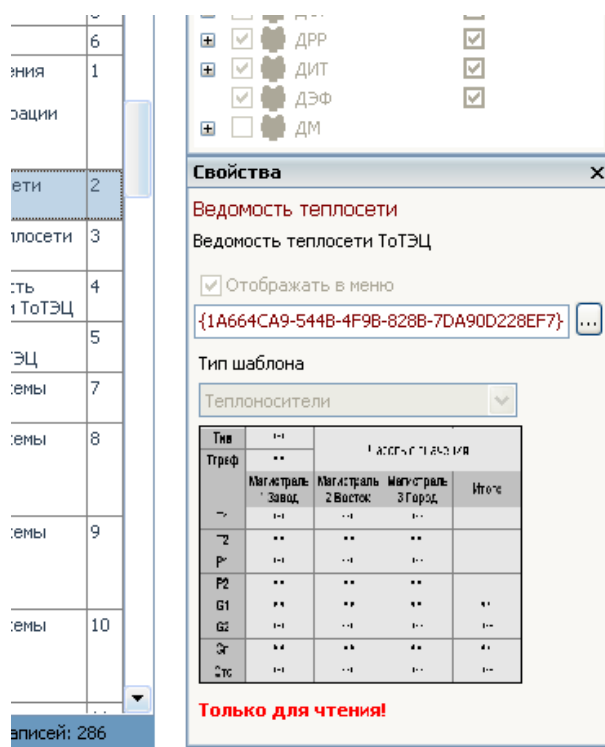 6
ения
1
рации
ети
2
плосети
3
сть
и ТоТЭЦ
4
ТЭЦ
5
темы
7
темы
8
темы
9
темы
10
аписей: 286
ДРР
ДИТ
ДЭФ
ДМ
Свойства
Ведомость теплосети
Ведомость теплосети ТоТЭЦ
Отображать в меню
{1A664CA9-544B-4F9B-828B-7DA90D228EF7}
...
Тип шаблона
Теплоносители
Магистраль 1 Завод
Магистраль 2 Восток
Магистраль 3 Город
Итого
P2
G1
G2
Только для чтения!